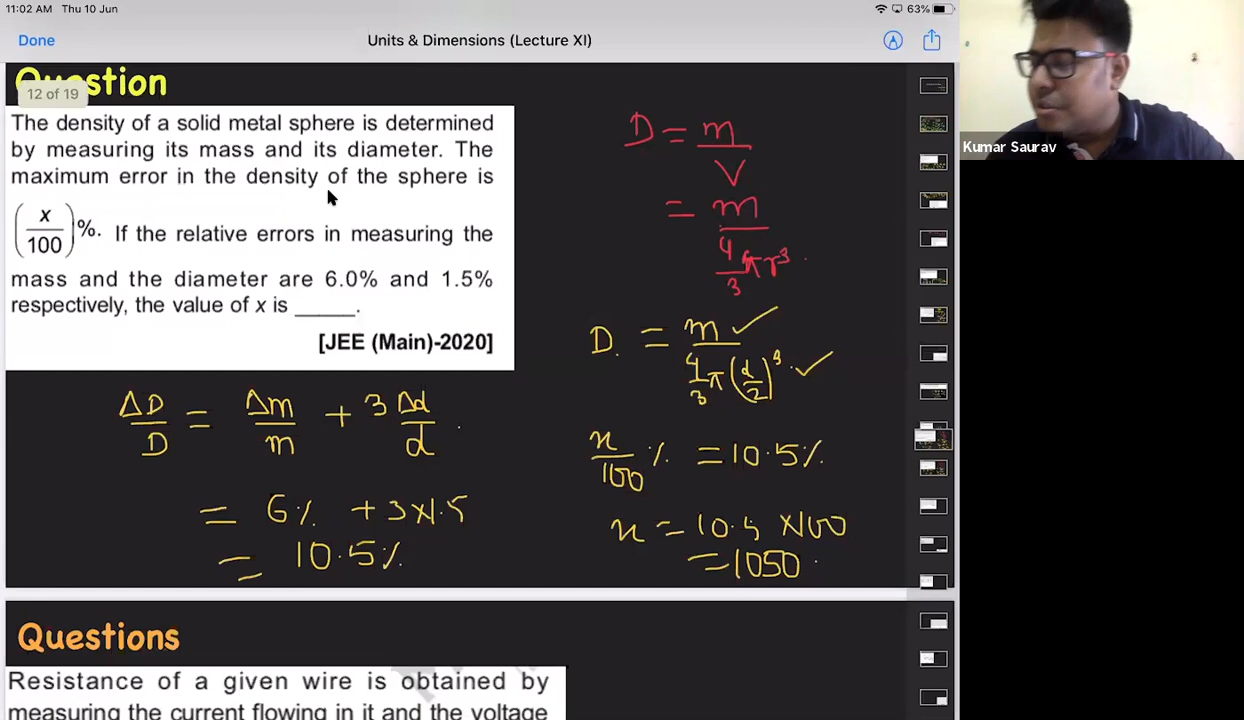 11:02 AM Thu 10 Jun
63%
Done
Units & Dimensions (Lecture XI)
Question
12 of 19
The density of a solid metal sphere is determined
by measuring its mass and its diameter. The
maximum error in the density of the sphere is
(x/100)%. If the relative errors in measuring the
mass and the diameter are 6.0% and 1.5%
respectively, the value of x is _____.
[JEE (Main)-2020]
D = m/V
= m/(4/3 πr³)
D. = m/(4/3 π(d/2)³)
ΔD/D = Δm/m + 3 Δd/d
= 6% + 3×1.5
= 10.5%
x/100 % = 10.5%
x = 10.5 ×100
= 1050
Kumar Saurav
Questions
Resistance of a given wire is obtained by
measuring the current flowing in it and the voltage